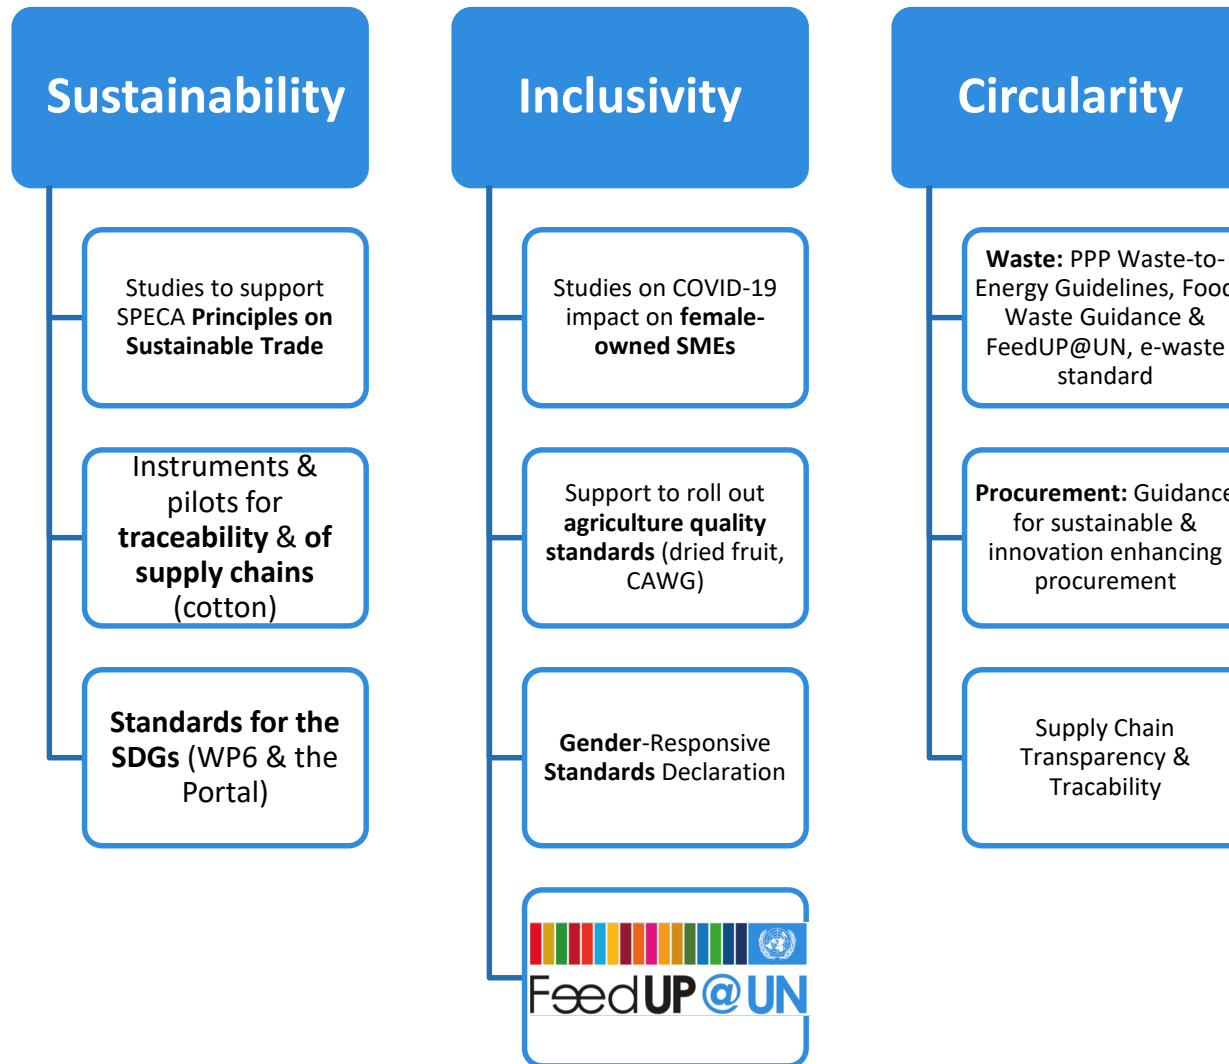 Sustainability
Studies to support
SPECA Principles on
Sustainable Trade
Instruments &
pilots for
traceability & of
supply chains
(cotton)
Standards for the
SDGs (WP6 & the
Portal)
Inclusivity
Studies on COVID-19
impact on female-
owned SMEs
Support to roll out
agriculture quality
standards (dried fruit,
CAWG)
Gender-Responsive
Standards Declaration
FeedUP@UN
Circularity
Waste: PPP Waste-to-
Energy Guidelines, Food
Waste Guidance &
FeedUP@UN, e-waste
standard
Procurement: Guidance
for sustainable &
innovation enhancing
procurement
Supply Chain
Transparency &
Tracability